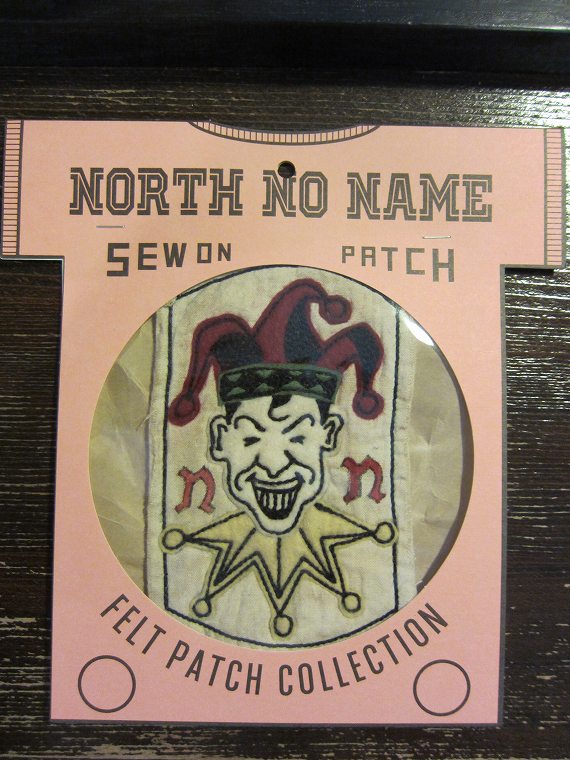 NORTH NO NAME
SEW ON PATCH
n n
FELT PATCH COLLECTION